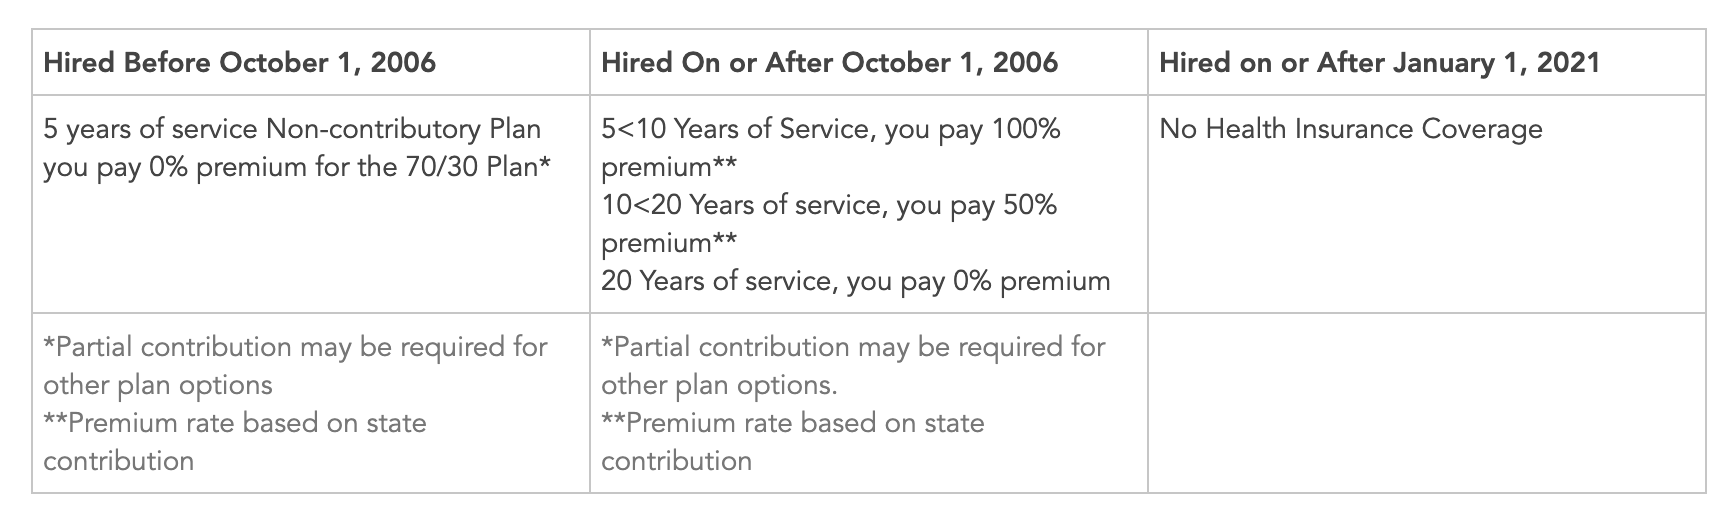 Hired Before October 1, 2006
Hired On or After October 1, 2006
Hired on or After January 1, 2021
5 years of service Non-contributory Plan
you pay 0% premium for the 70/30 Plan*
5<10 Years of Service, you pay 100%
premium**
10<20 Years of service, you pay 50%
premium**
20 Years of service, you pay 0% premium
No Health Insurance Coverage
*Partial contribution may be required for
other plan options
**Premium rate based on state
contribution
*Partial contribution may be required for
other plan options.
**Premium rate based on state
contribution